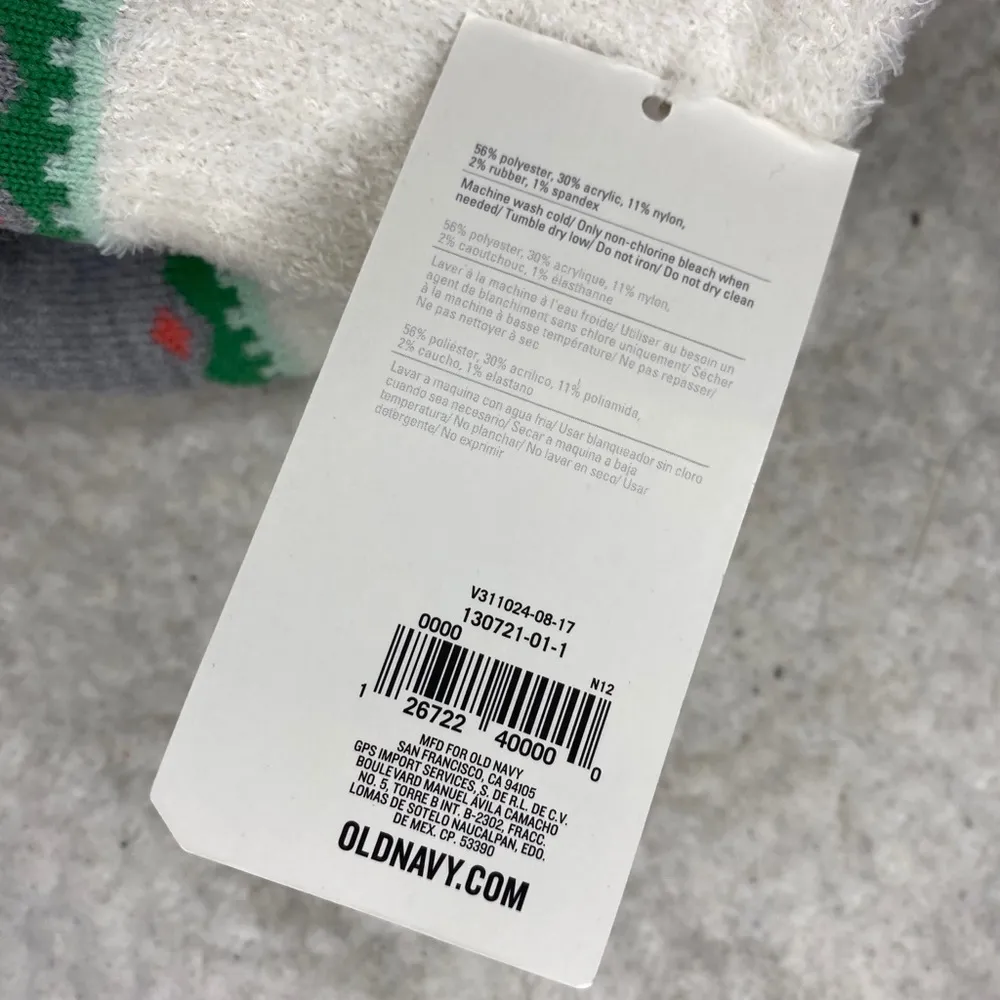 56% polyester, 30% acrylic, 11% nylon,
2% rubber, 1% spandex
Machine wash cold/ Only non-chlorine bleach when
needed/ Tumble dry low/ Do not iron/ Do not dry clean
56% polyester, 30% acrylique, 11% nylon,
2% caoutchouc, 1% élasthanne
Laver à la machine à l'eau froide/ Utiliser au besoin un
agent de blanchiment sans chlore uniquement/ Sécher
à la machine à basse température/ Ne pas repasser/
Ne pas nettoyer à sec
56% poliéster, 30% acrílico, 11% poliamida,
2% caucho, 1% elastano
Lavar a maquina con agua fria/ Usar blanqueador sin cloro
cuando sea necesario/ Secar a maquina a baja
temperatura/ No planchar/ No lavar en seco/ Usar
detergente/ No exprimir
V311024-08-17
130721-01-1
0000
N12
1 26722 40000 0
MFD FOR OLD NAVY
SAN FRANCISCO, CA 94105
GPS IMPORT SERVICES, S. DE R.L. DE C.V.
BOULEVARD MANUEL ÁVILA CAMACHO
NO. 5, TORRE B INT. B-2302, FRACC.
LOMAS DE SOTELO NAUCALPAN, EDO.
DE MEX. CP. 53390
OLDNAVY.COM